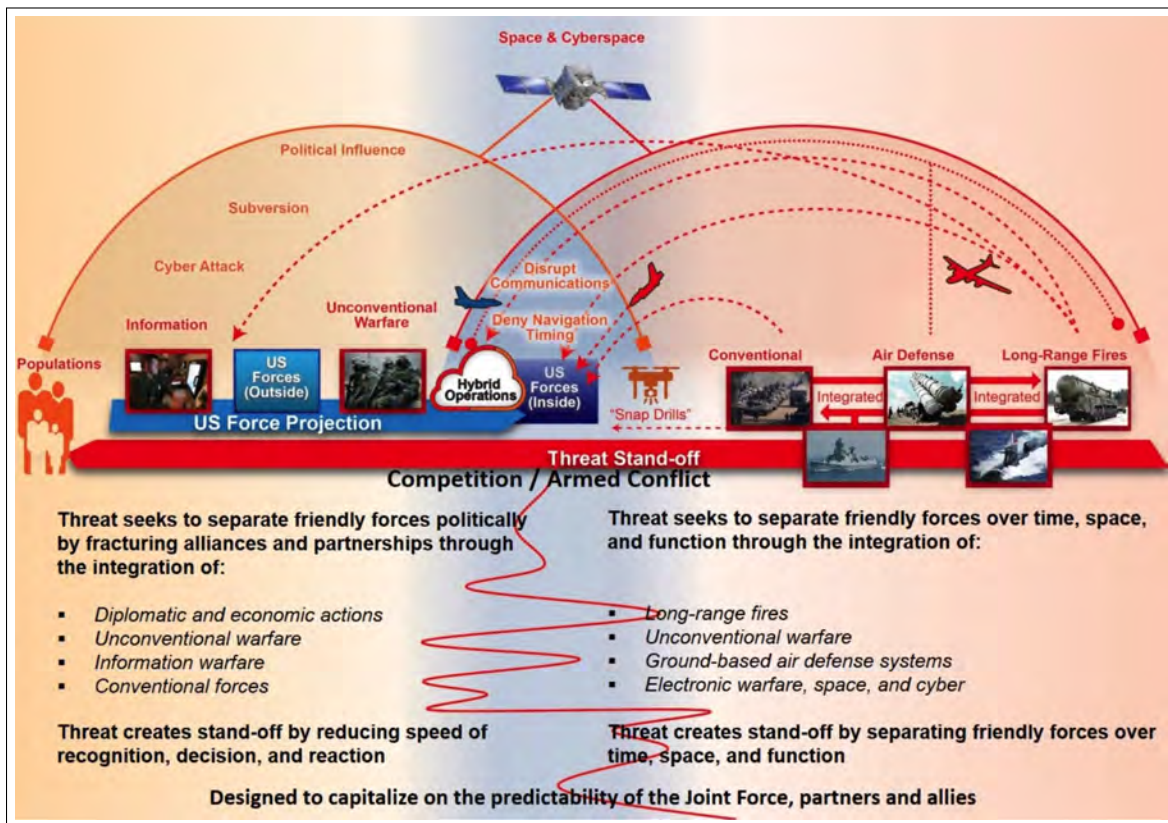 Space & Cyberspace
Political Influence
Subversion
Cyber Attack
Disrupt
Communications
Deny Navigation
Timing
Populations
Information
US
Forces
(Outside)
Unconventional
Warfare
Hybrid
Operations
US
Forces
(Inside)
"Snap Drills"
Conventional
Air Defense
Long-Range Fires
Integrated
Integrated
US Force Projection
Threat Stand-off
Competition / Armed Conflict
Threat seeks to separate friendly forces politically
by fracturing alliances and partnerships through
the integration of:
▪ Diplomatic and economic actions
▪ Unconventional warfare
▪ Information warfare
▪ Conventional forces
Threat creates stand-off by reducing speed of
recognition, decision, and reaction
Threat seeks to separate friendly forces over time, space,
and function through the integration of:
▪ Long-range fires
▪ Unconventional warfare
▪ Ground-based air defense systems
▪ Electronic warfare, space, and cyber
Threat creates stand-off by separating friendly forces over
time, space, and function
Designed to capitalize on the predictability of the Joint Force, partners and allies